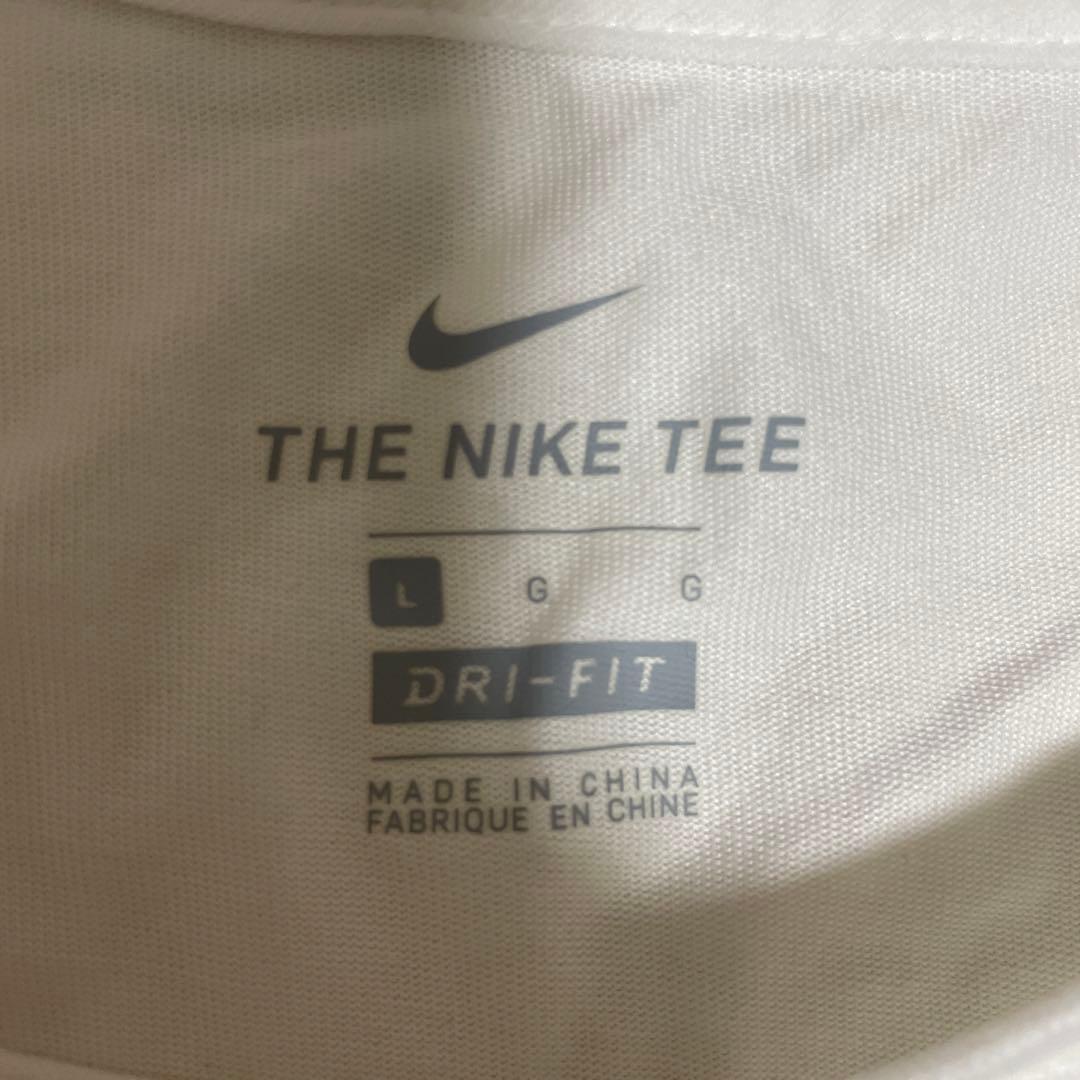 THE NIKE TEE
L G G
DRI-FIT
MADE IN CHINA
FABRIQUE EN CHINE